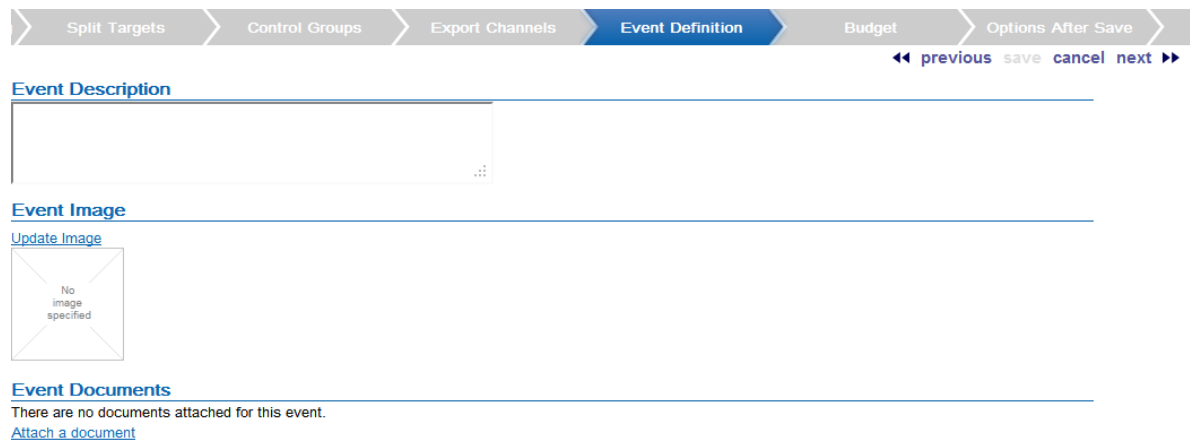 Split Targets Control Groups Export Channels Event Definition Budget Options After Save
previous save cancel next
Event Description
Event Image
Update Image
No
image
specified
Event Documents
There are no documents attached for this event.
Attach a document